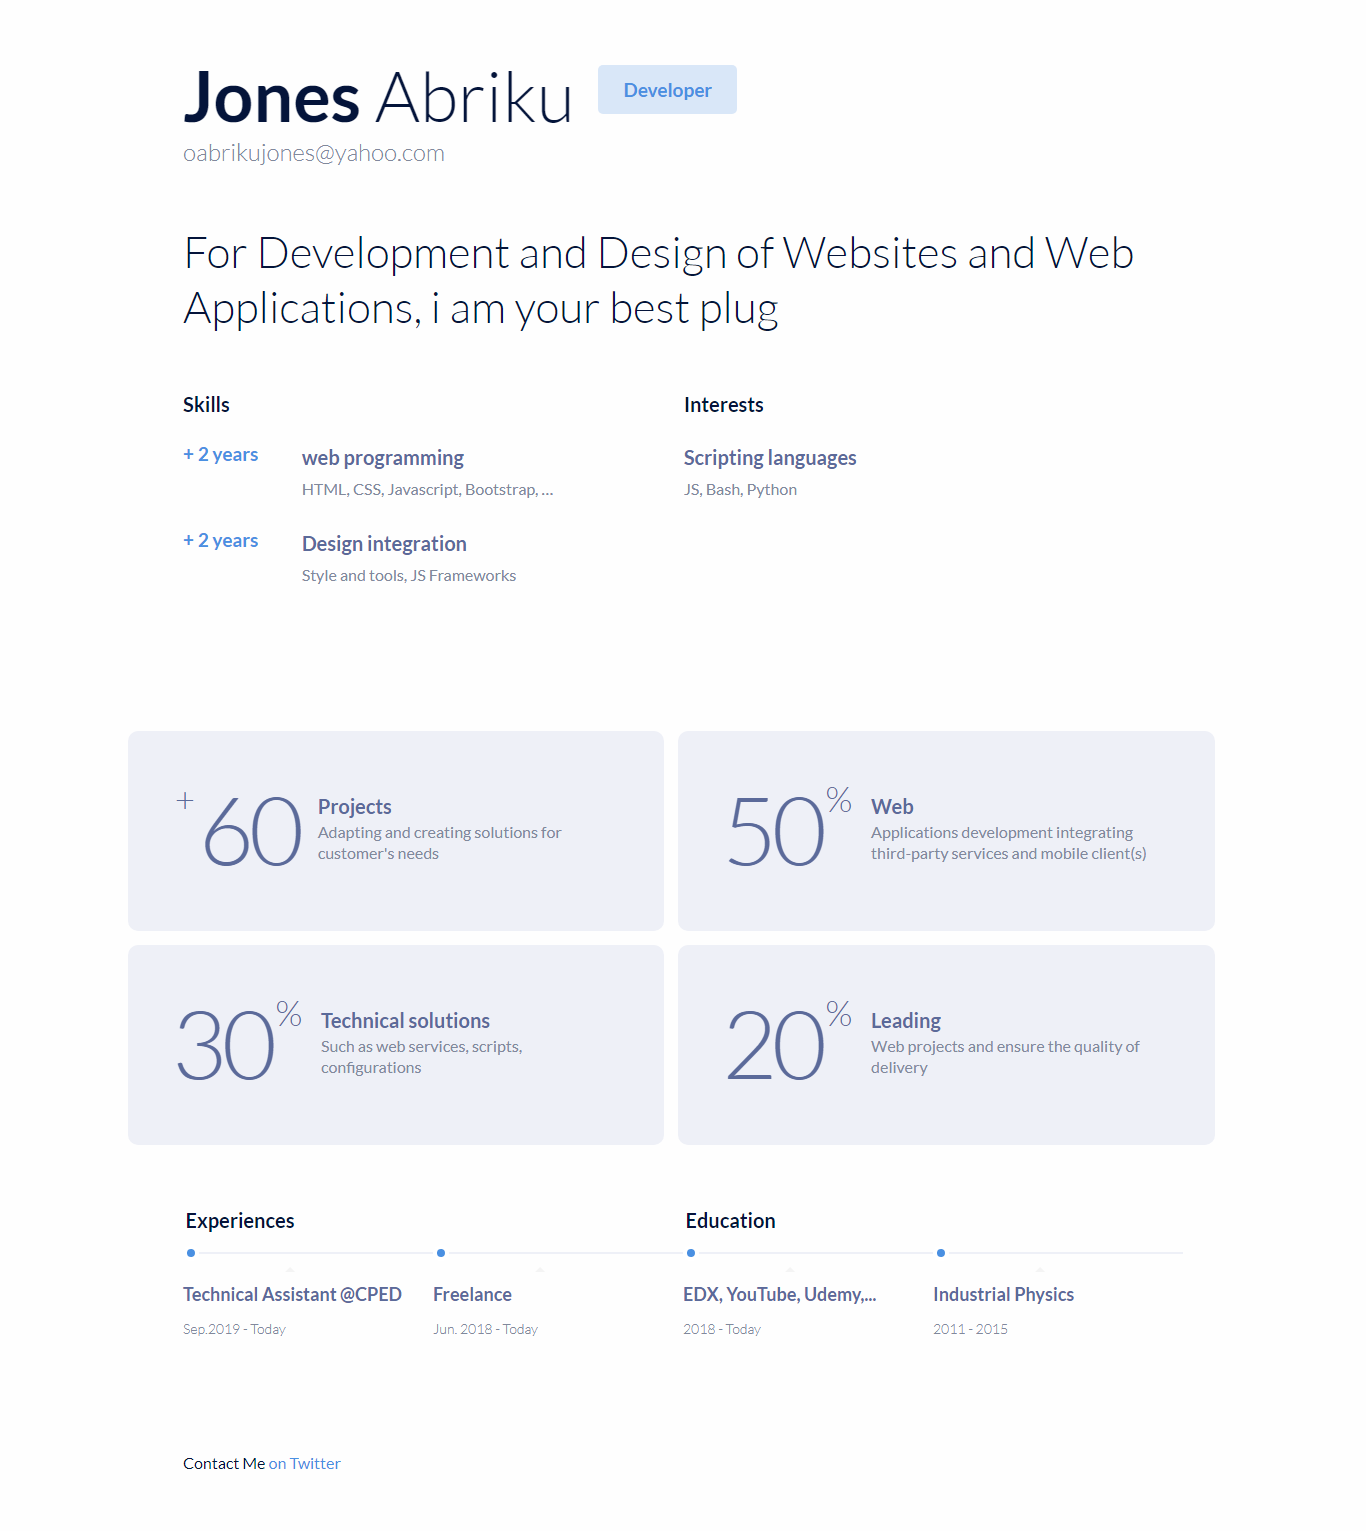 Jones Abriku
Developer
oabrikujones@yahoo.com
For Development and Design of Websites and Web
Applications, i am your best plug
Skills
+ 2 years
web programming
HTML, CSS, Javascript, Bootstrap, ...
+ 2 years
Design integration
Style and tools, JS Frameworks
Interests
Scripting languages
JS, Bash, Python
+60
Projects
Adapting and creating solutions for
customer's needs
50%
Web
Applications development integrating
third-party services and mobile client(s)
30%
Technical solutions
Such as web services, scripts,
configurations
20%
Leading
Web projects and ensure the quality of
delivery
Experiences
Technical Assistant @CPED
Sep.2019 - Today
Freelance
Jun. 2018 - Today
Education
EDX, YouTube, Udemy,...
2018 - Today
Industrial Physics
2011 - 2015
Contact Me on Twitter